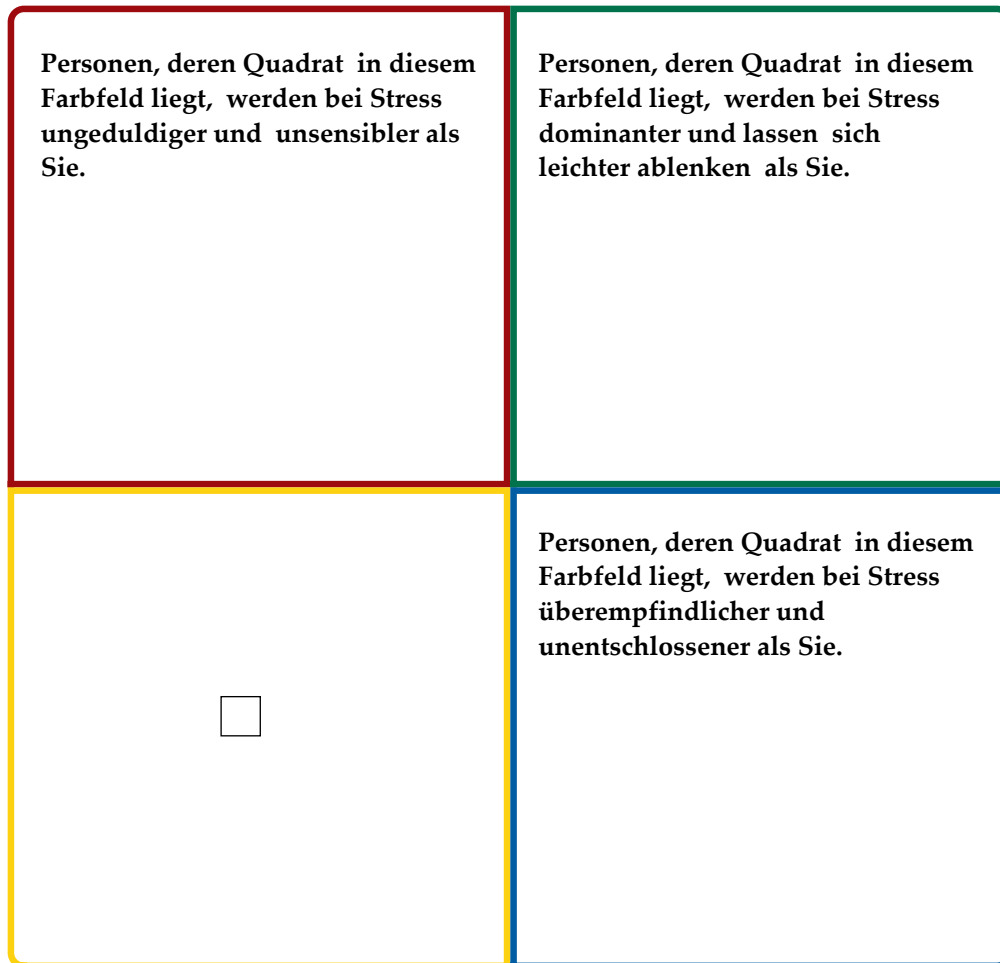 Personen, deren Quadrat in diesem
Farbfeld liegt, werden bei Stress
ungeduldiger und unsensibler als
Sie.
Personen, deren Quadrat in diesem
Farbfeld liegt, werden bei Stress
dominanter und lassen sich
leichter ablenken als Sie.
Personen, deren Quadrat in diesem
Farbfeld liegt, werden bei Stress
überempfindlicher und
unentschlossener als Sie.